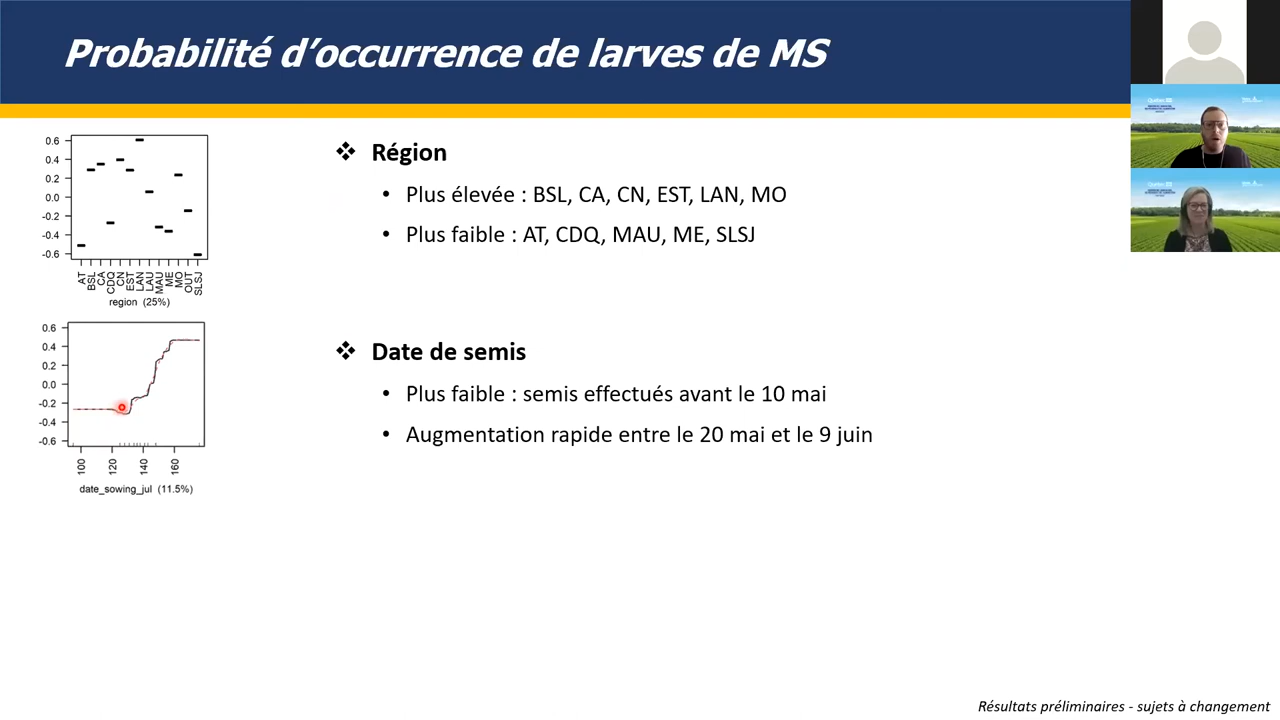 Probabilité d'occurrence de larves de MS
0.6
0.4
0.2
0.0
-0.2
-0.4
-0.6
AT
BSL
CA
CDQ
CN
EST
LAN
LAU
MAU
ME
MO
OUT
SLSJ
region (25%)
❖ Région
• Plus élevée : BSL, CA, CN, EST, LAN, MO
• Plus faible : AT, CDQ, MAU, ME, SLSJ
0.6
0.4
0.2
0.0
-0.2
-0.4
-0.6
100
120
140
160
date_sowing_jul (11.5%)
❖ Date de semis
• Plus faible : semis effectués avant le 10 mai
• Augmentation rapide entre le 20 mai et le 9 juin
Québec
Québec
Résultats préliminaires - sujets à changement